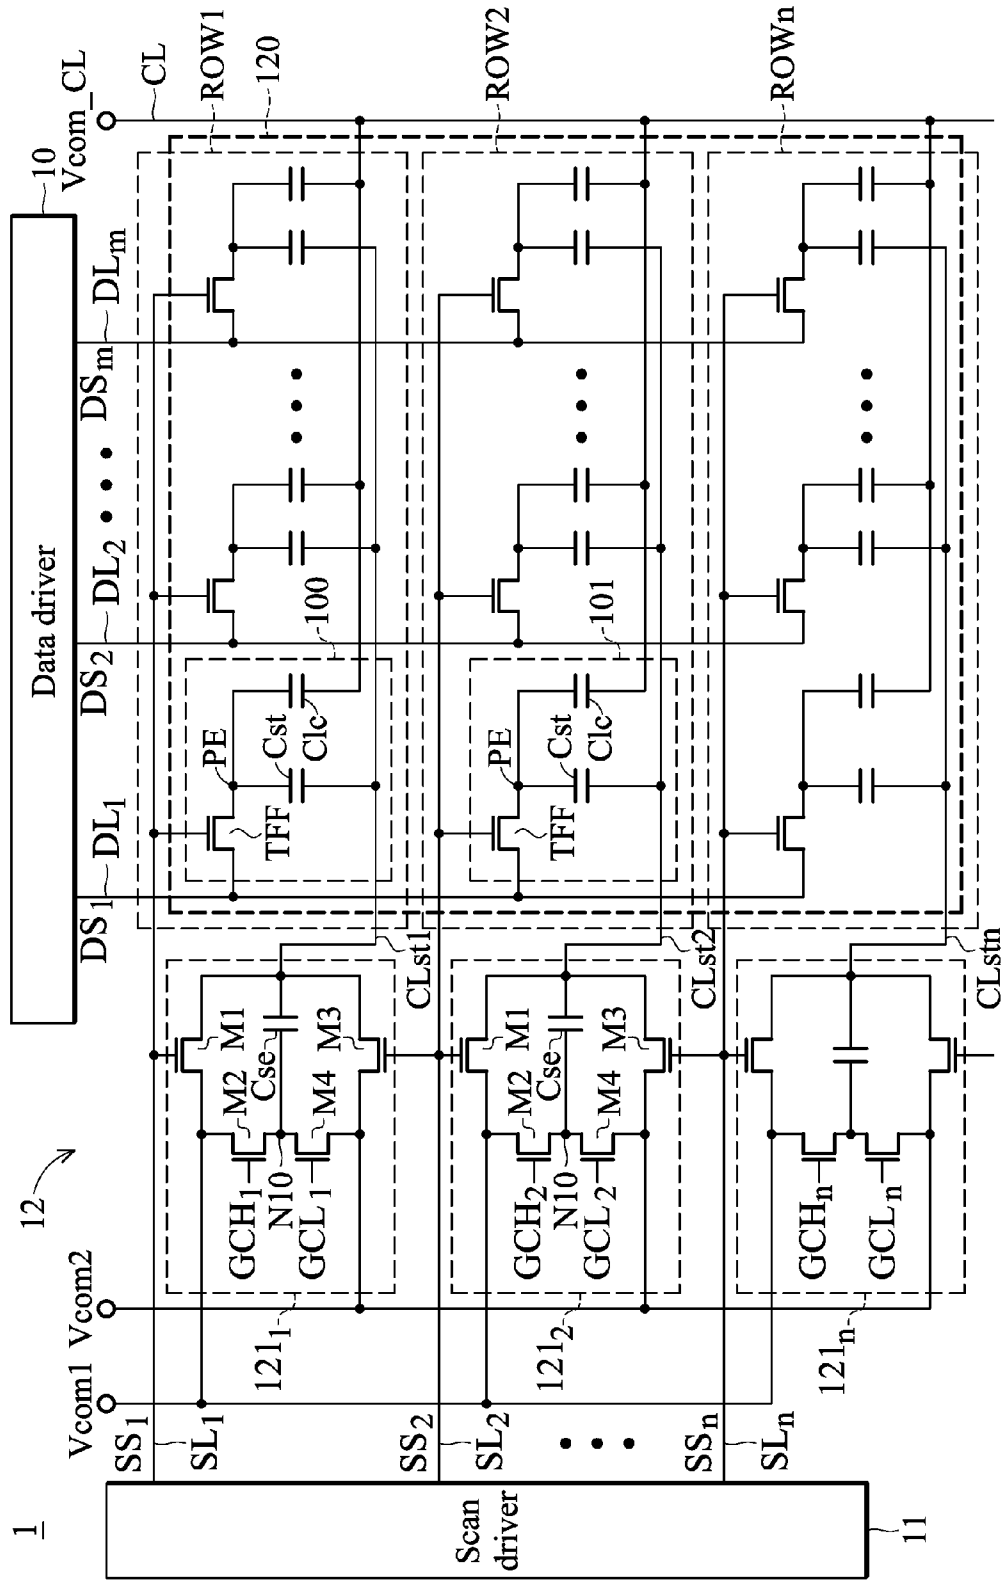 1
12
Data driver
10
Vcom_CL
CL
DS1
DL1
DS2
DL2
DSm
DLm
ROW1
120
Vcom1
Vcom2
SS1
SL1
M1
M2
GCH1
N10
GCL1
Cse
M3
M4
1211
CLst1
TFF
PE
Cst
Clc
100
ROW2
SS2
SL2
M1
M2
GCH2
N10
GCL2
Cse
M3
M4
1212
CLst2
TFF
PE
Cst
Clc
101
ROWn
SSn
SLn
GCHn
GCLn
121n
CLstn
Scan
driver
11